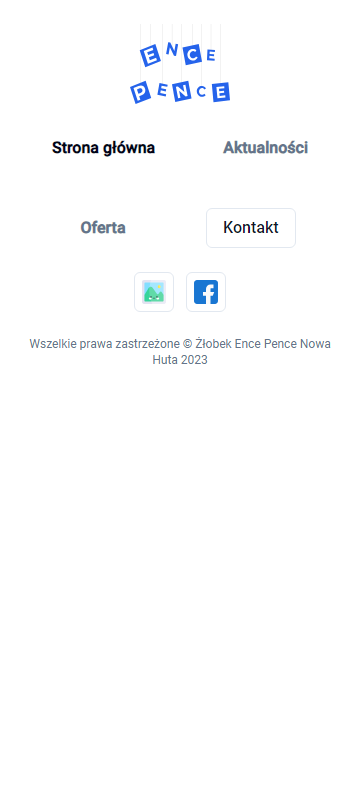 ENCE
PENCE
Strona główna
Aktualności
Oferta
Kontakt
Wszelkie prawa zastrzeżone © Żłobek Ence Pence Nowa
Huta 2023